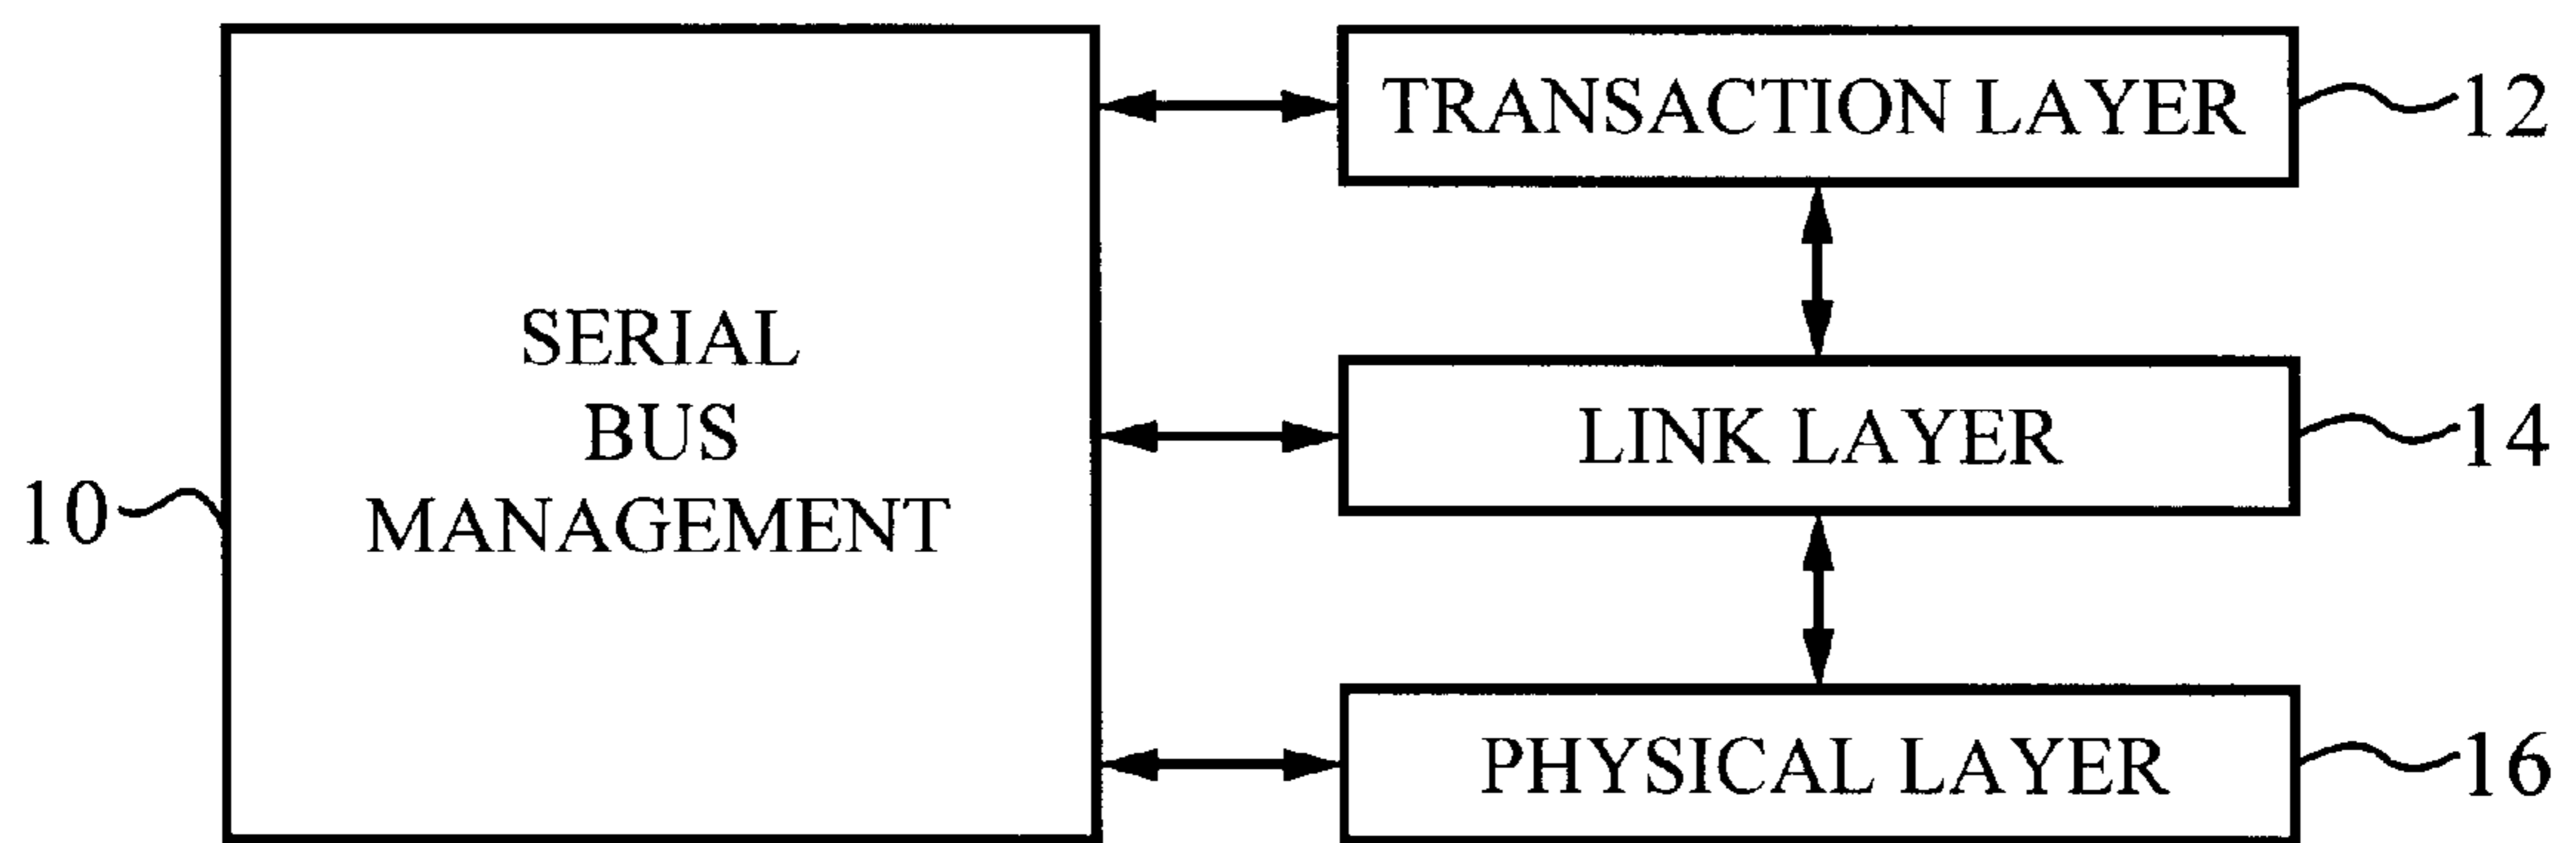 TRANSACTION LAYER
12
SERIAL
BUS
MANAGEMENT
10
LINK LAYER
14
PHYSICAL LAYER
16